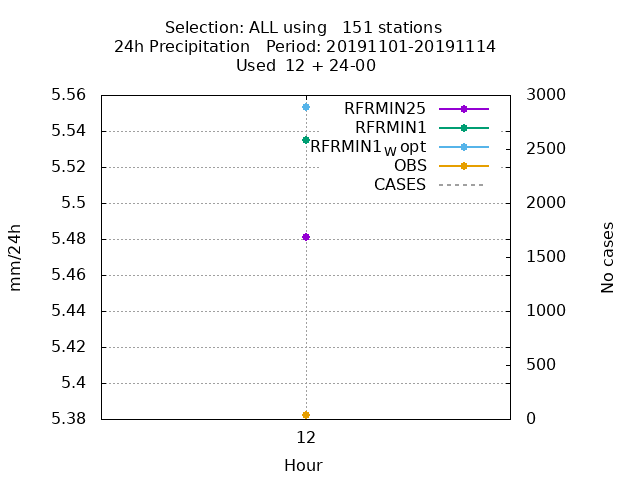 Selection: ALL using   151 stations
24h Precipitation   Period: 20191101-20191114
Used  12 + 24-00
5.56
5.54
5.52
5.5
5.48
5.46
5.44
5.42
5.4
5.38
3000
2500
2000
1500
1000
500
0
RFRMIN25
RFRMIN1
RFRMIN1wopt
OBS
CASES
mm/24h
No cases
12
Hour